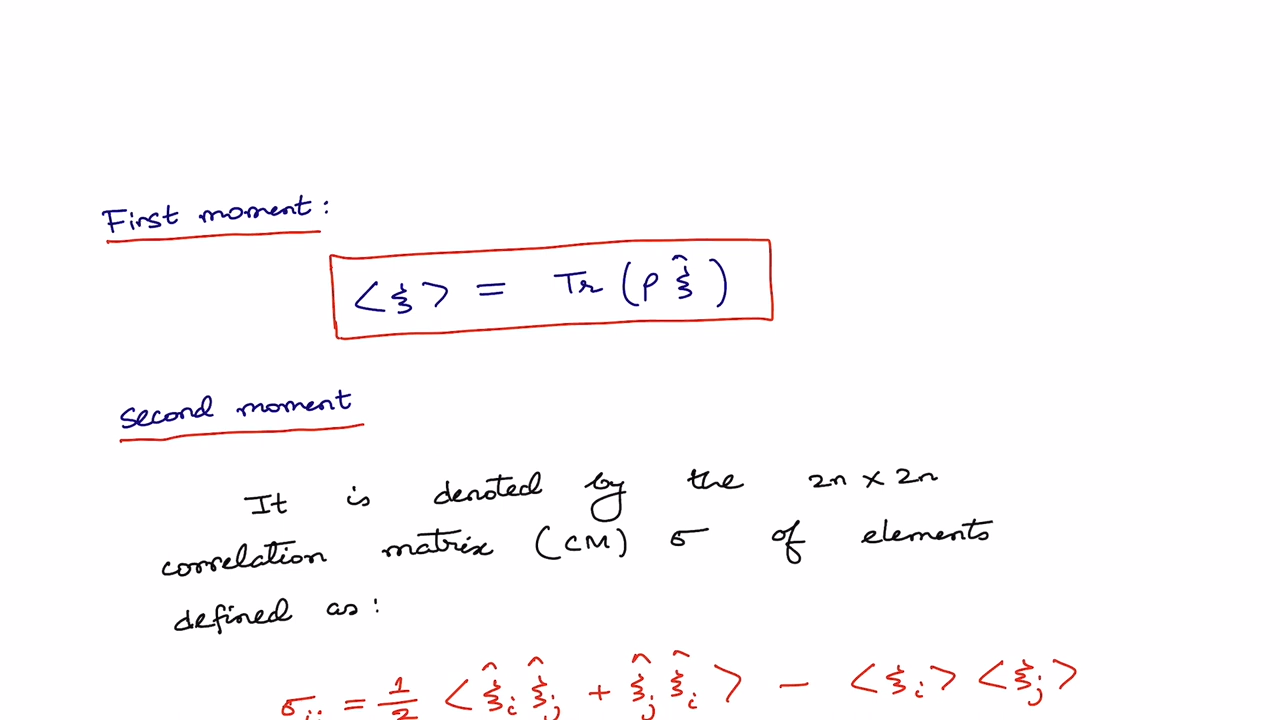 First moment:
<ξ> = Tr (ρ ξ̂ )
Second moment
It is denoted by the 2n × 2n
correlation matrix (CM) σ of elements
defined as:
σᵢⱼ = 1/2 <ξ̂ᵢ ξ̂ⱼ + ξ̂ⱼ ξ̂ᵢ > − <ξᵢ> <ξⱼ>